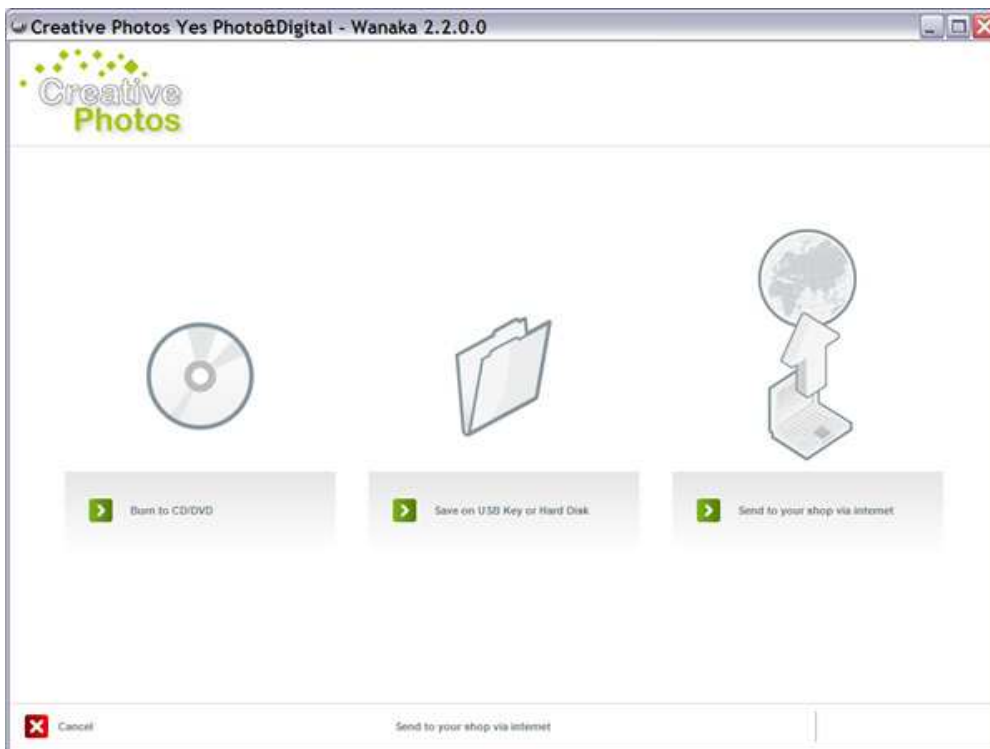 Creative Photos Yes Photo&Digital - Wanaka 2.2.0.0
Creative
Photos
Burn to CD/DVD
Save on USB Key or Hard Disk
Send to your shop via internet
Cancel
Send to your shop via internet